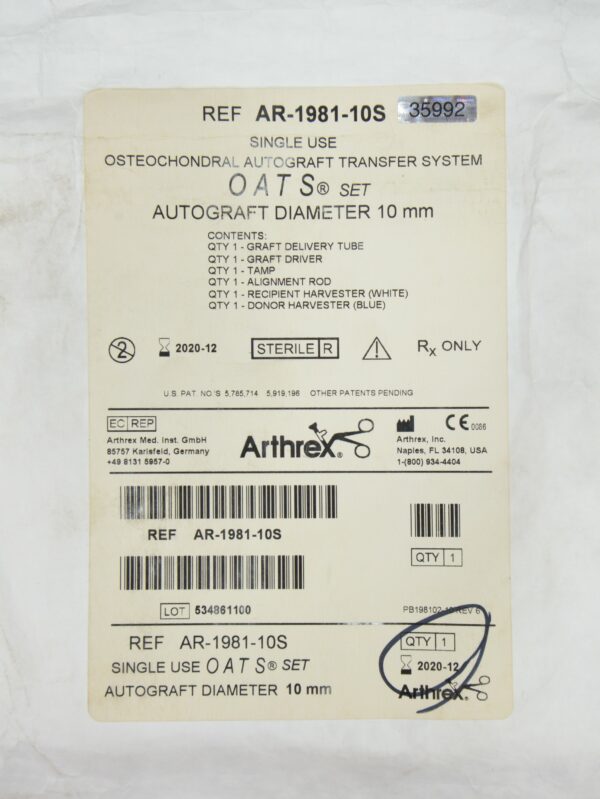 REF AR-1981-10S 35992
SINGLE USE
OSTEOCHONDRAL AUTOGRAFT TRANSFER SYSTEM
OATS® SET
AUTOGRAFT DIAMETER 10 mm
CONTENTS:
QTY 1 - GRAFT DELIVERY TUBE
QTY 1 - GRAFT DRIVER
QTY 1 - TAMP
QTY 1 - ALIGNMENT ROD
QTY 1 - RECIPIENT HARVESTER (WHITE)
QTY 1 - DONOR HARVESTER (BLUE)
2 2020-12 STERILE R Rx ONLY
U.S. PAT. NO.'S 5,785,714 5,919,196 OTHER PATENTS PENDING
EC REP
Arthrex Med. Inst. GmbH
85757 Karlsfeld, Germany
+49 8131 5957-0
Arthrex®
CE 0086
Arthrex, Inc.
Naples, FL 34108, USA
1-(800) 934-4404
REF AR-1981-10S
QTY 1
LOT 534861100
REV 6
REF AR-1981-10S
SINGLE USE OATS® SET
AUTOGRAFT DIAMETER 10 mm
QTY 1
2020-12
Arthrex®